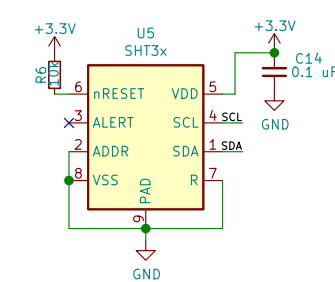 +3.3V
U5
SHT3x
+3.3V
R6
10k
C14
0.1 uF
6 nRESET VDD 5
3 ALERT SCL 4 SCL
2 ADDR SDA 1 SDA
8 VSS R 7
PAD
9
GND
GND